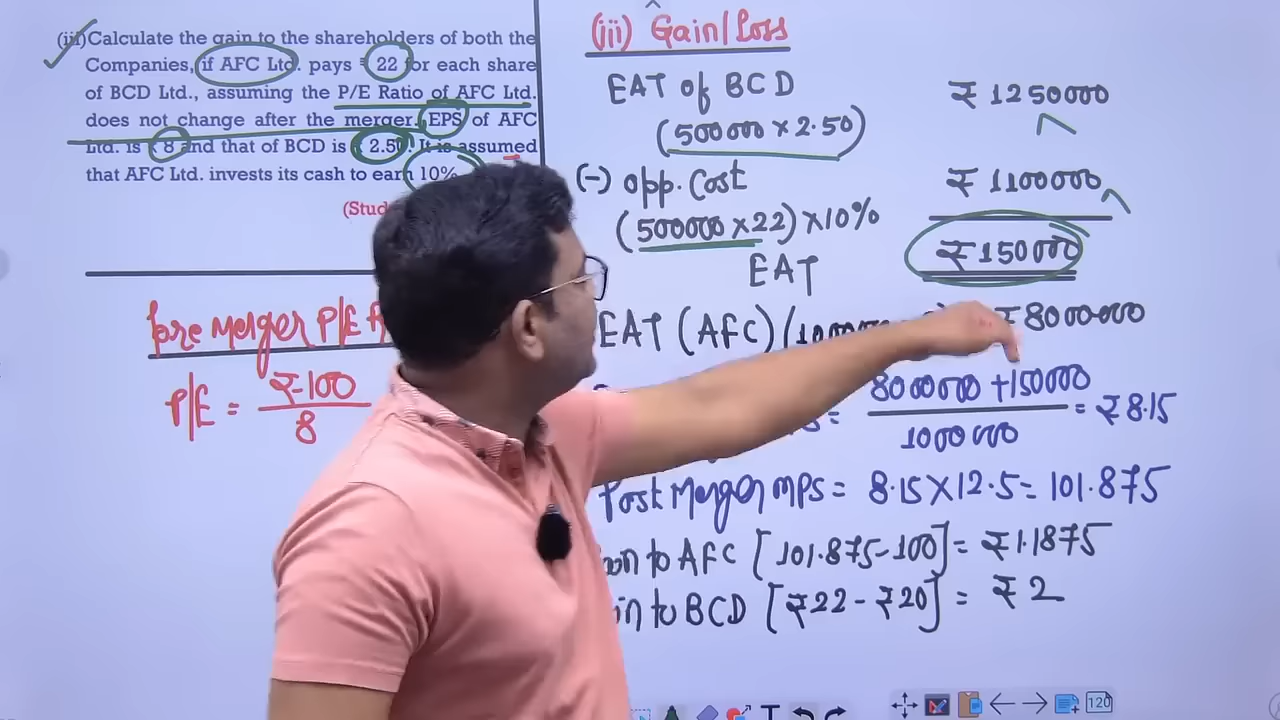 (iii)Calculate the gain to the shareholders of both the
Companies, if AFC Ltd. pays ₹ 22 for each share
of BCD Ltd., assuming the P/E Ratio of AFC Ltd.
does not change after the merger. EPS of AFC
Ltd. is ₹ 8 and that of BCD is ₹ 2.50. It is assumed
that AFC Ltd. invests its cash to earn 10%
Pre Merger P/E
P/E = ₹100 / 8
(iii) Gain/Loss
EAT of BCD ₹ 1250000
(500000 × 2.50)
(-) opp. Cost ₹ 1100000
(500000 × 22) × 10%
EAT ₹150000
EAT (AFC) ₹8000000
= 8000000 + 150000 / 1000000 = ₹8.15
Post Merger MPS = 8.15 × 12.5 = 101.875
to AFC [101.875-100] = ₹1.1875
to BCD [₹22 - ₹20] = ₹ 2
120